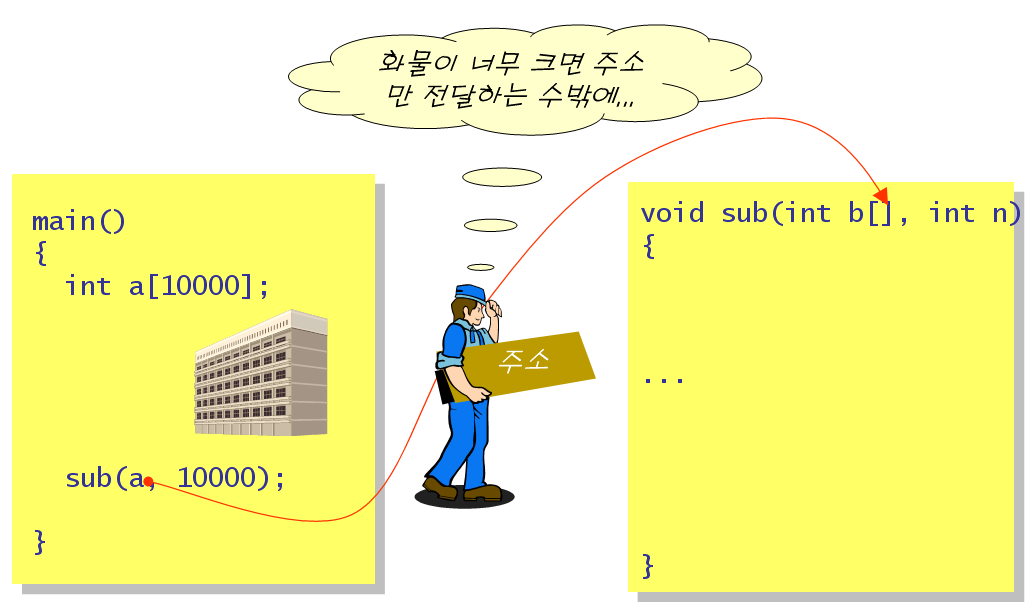 화물이 너무 크면 주소
만 전달하는 수밖에...
main()
{
int a[10000];
sub(a, 10000);
}
주소
void sub(int b[], int n)
{
...
}